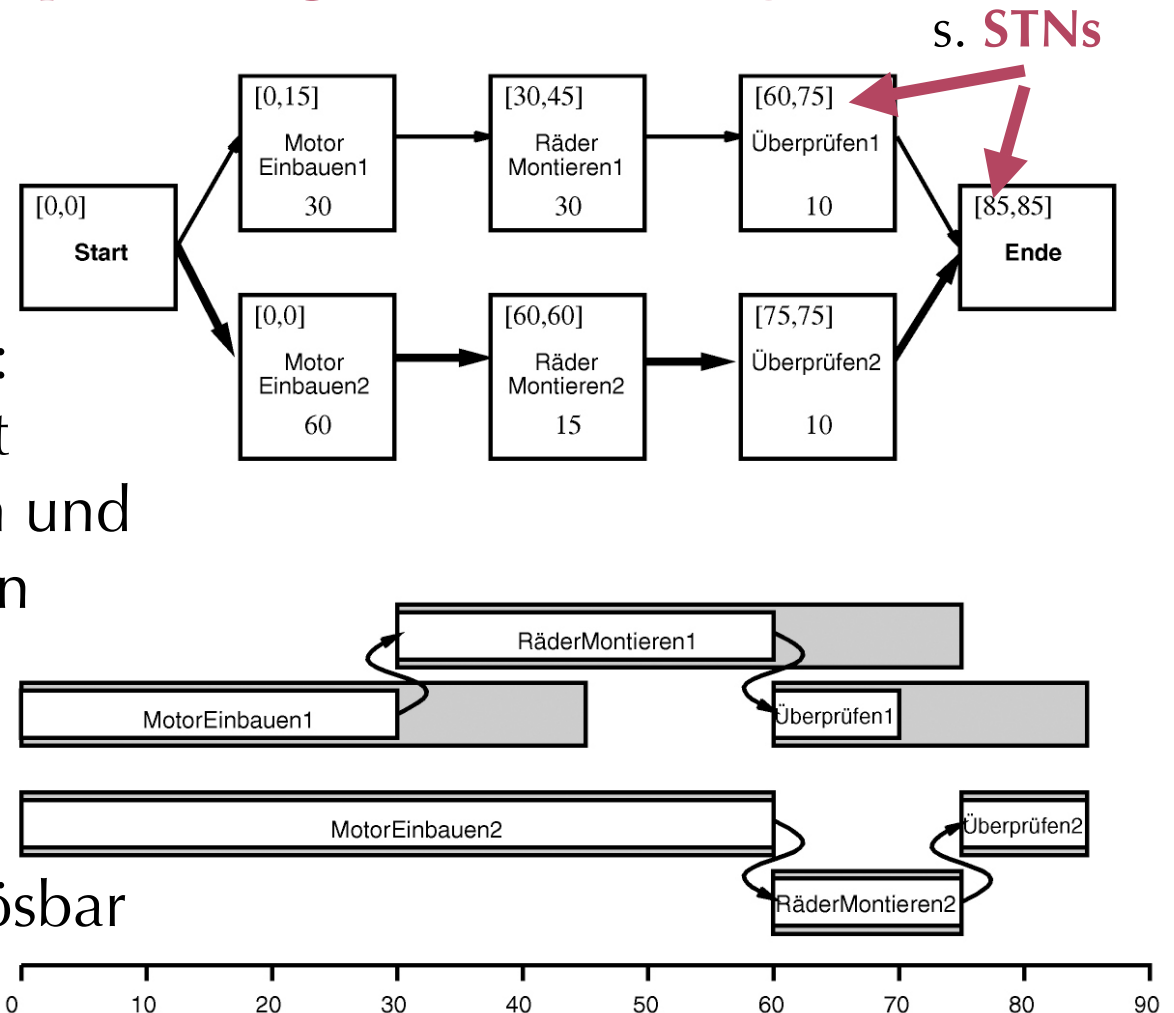 s. STNs
[0,15]
Motor
Einbauen1
30
[30,45]
Räder
Montieren1
30
[60,75]
Überprüfen1
10
[0,0]
Start
[85,85]
Ende
[0,0]
Motor
Einbauen2
60
[60,60]
Räder
Montieren2
15
[75,75]
Überprüfen2
10
:
t
und
n
RäderMontieren1
MotorEinbauen1
Überprüfen1
MotorEinbauen2
Überprüfen2
RäderMontieren2
ösbar
0 10 20 30 40 50 60 70 80 90